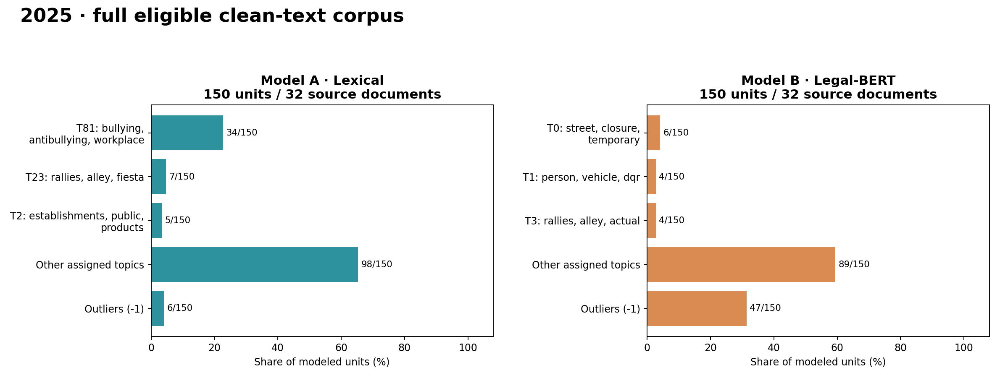 2025 · full eligible clean-text corpus
Model A · Lexical
150 units / 32 source documents
T81: bullying,
antibullying, workplace
34/150
T23: rallies, alley, fiesta
7/150
T2: establishments, public,
products
5/150
Other assigned topics
98/150
Outliers (-1)
6/150
0 20 40 60 80 100
Share of modeled units (%)
Model B · Legal-BERT
150 units / 32 source documents
T0: street, closure,
temporary
6/150
T1: person, vehicle, dqr
4/150
T3: rallies, alley, actual
4/150
Other assigned topics
89/150
Outliers (-1)
47/150
0 20 40 60 80 100
Share of modeled units (%)